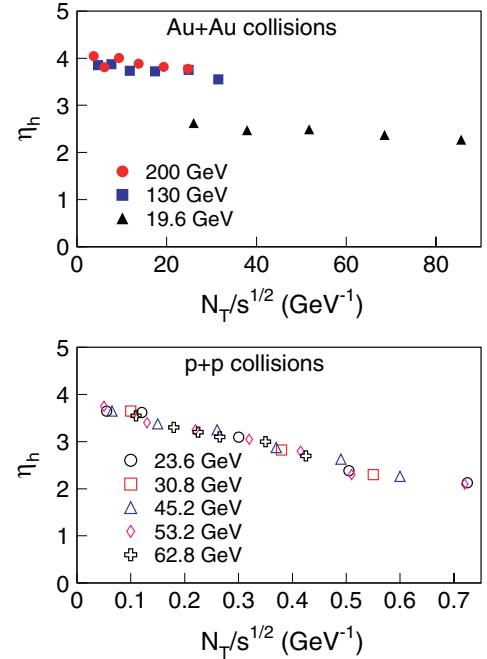 Au+Au collisions
5
4
3
2
1
0
η_h
200 GeV
130 GeV
19.6 GeV
0 20 40 60 80
N_T/s^{1/2} (GeV^{-1})
p+p collisions
5
4
3
2
1
0
η_h
23.6 GeV
30.8 GeV
45.2 GeV
53.2 GeV
62.8 GeV
0 0.1 0.2 0.3 0.4 0.5 0.6 0.7
N_T/s^{1/2} (GeV^{-1})